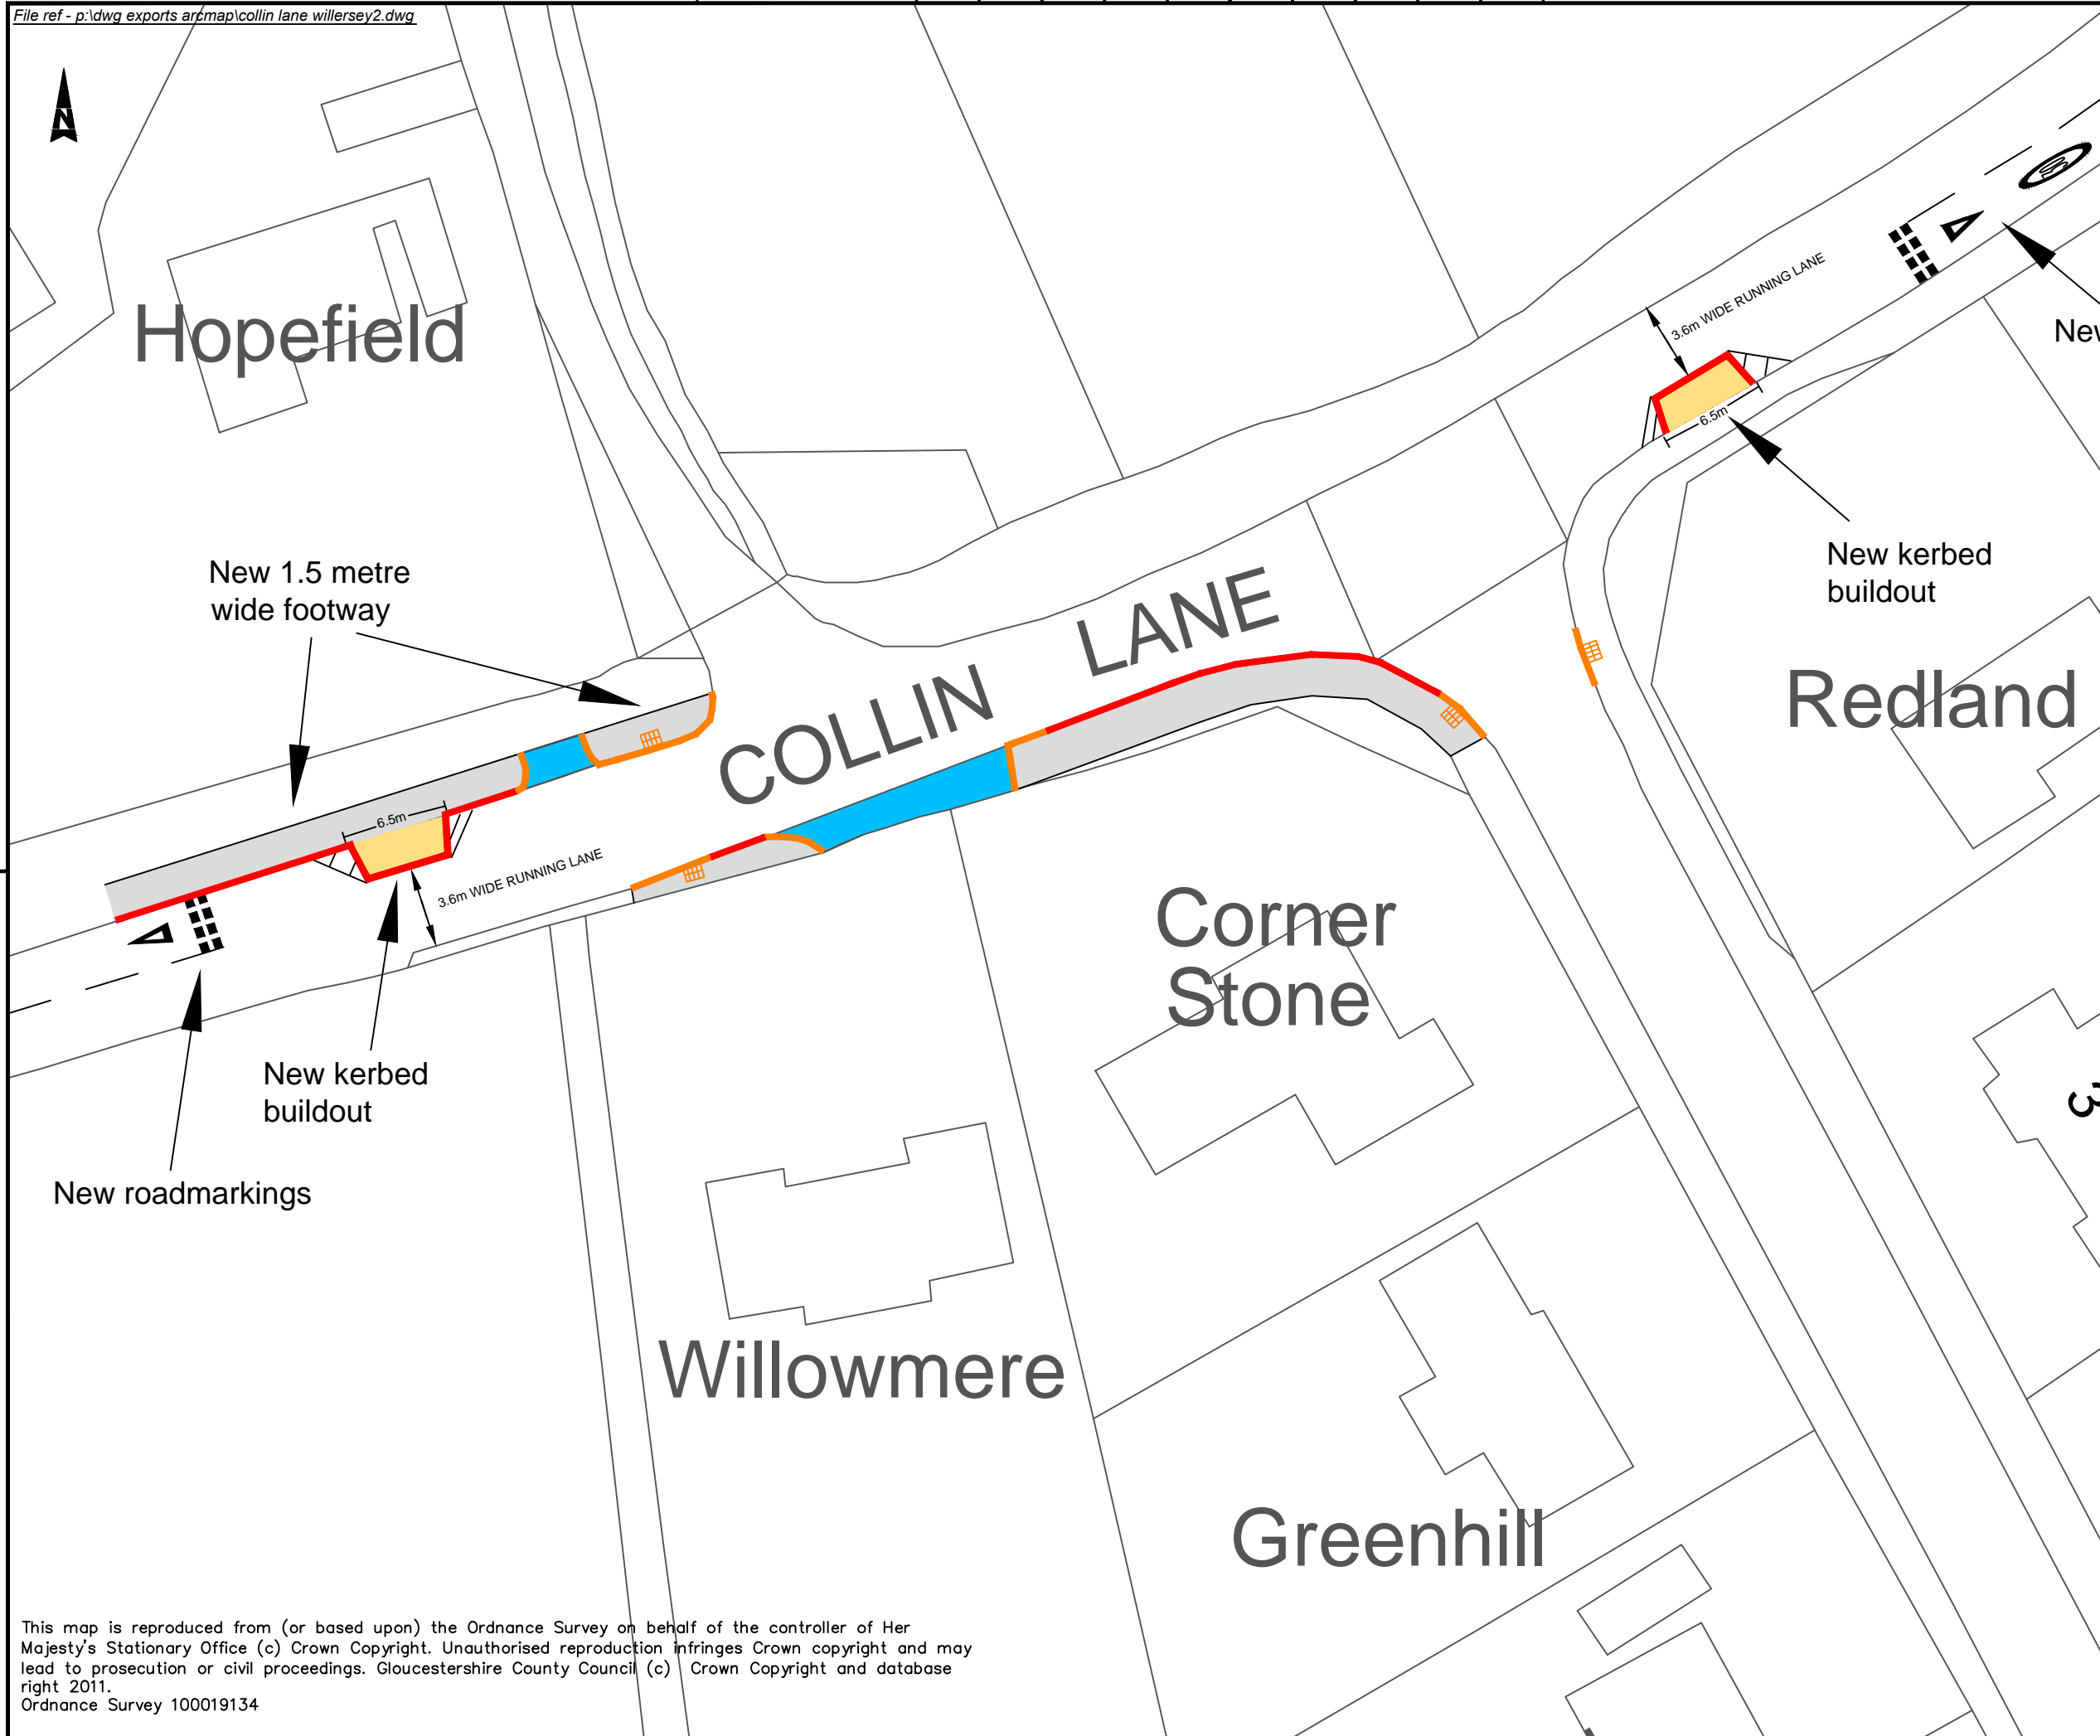 File ref - p:\dwg exports arcmap\collin lane willersey2.dwg
N
Hopefield
3.6m WIDE RUNNING LANE
New
6.5m
New kerbed
buildout
New 1.5 metre
wide footway
COLLIN LANE
Redland
6.5m
3.6m WIDE RUNNING LANE
Corner
Stone
New kerbed
buildout
3
New roadmarkings
Willowmere
Greenhill
This map is reproduced from (or based upon) the Ordnance Survey on behalf of the controller of Her
Majesty's Stationary Office (c) Crown Copyright. Unauthorised reproduction infringes Crown copyright and may
lead to prosecution or civil proceedings. Gloucestershire County Council (c) Crown Copyright and database
right 2011.
Ordnance Survey 100019134